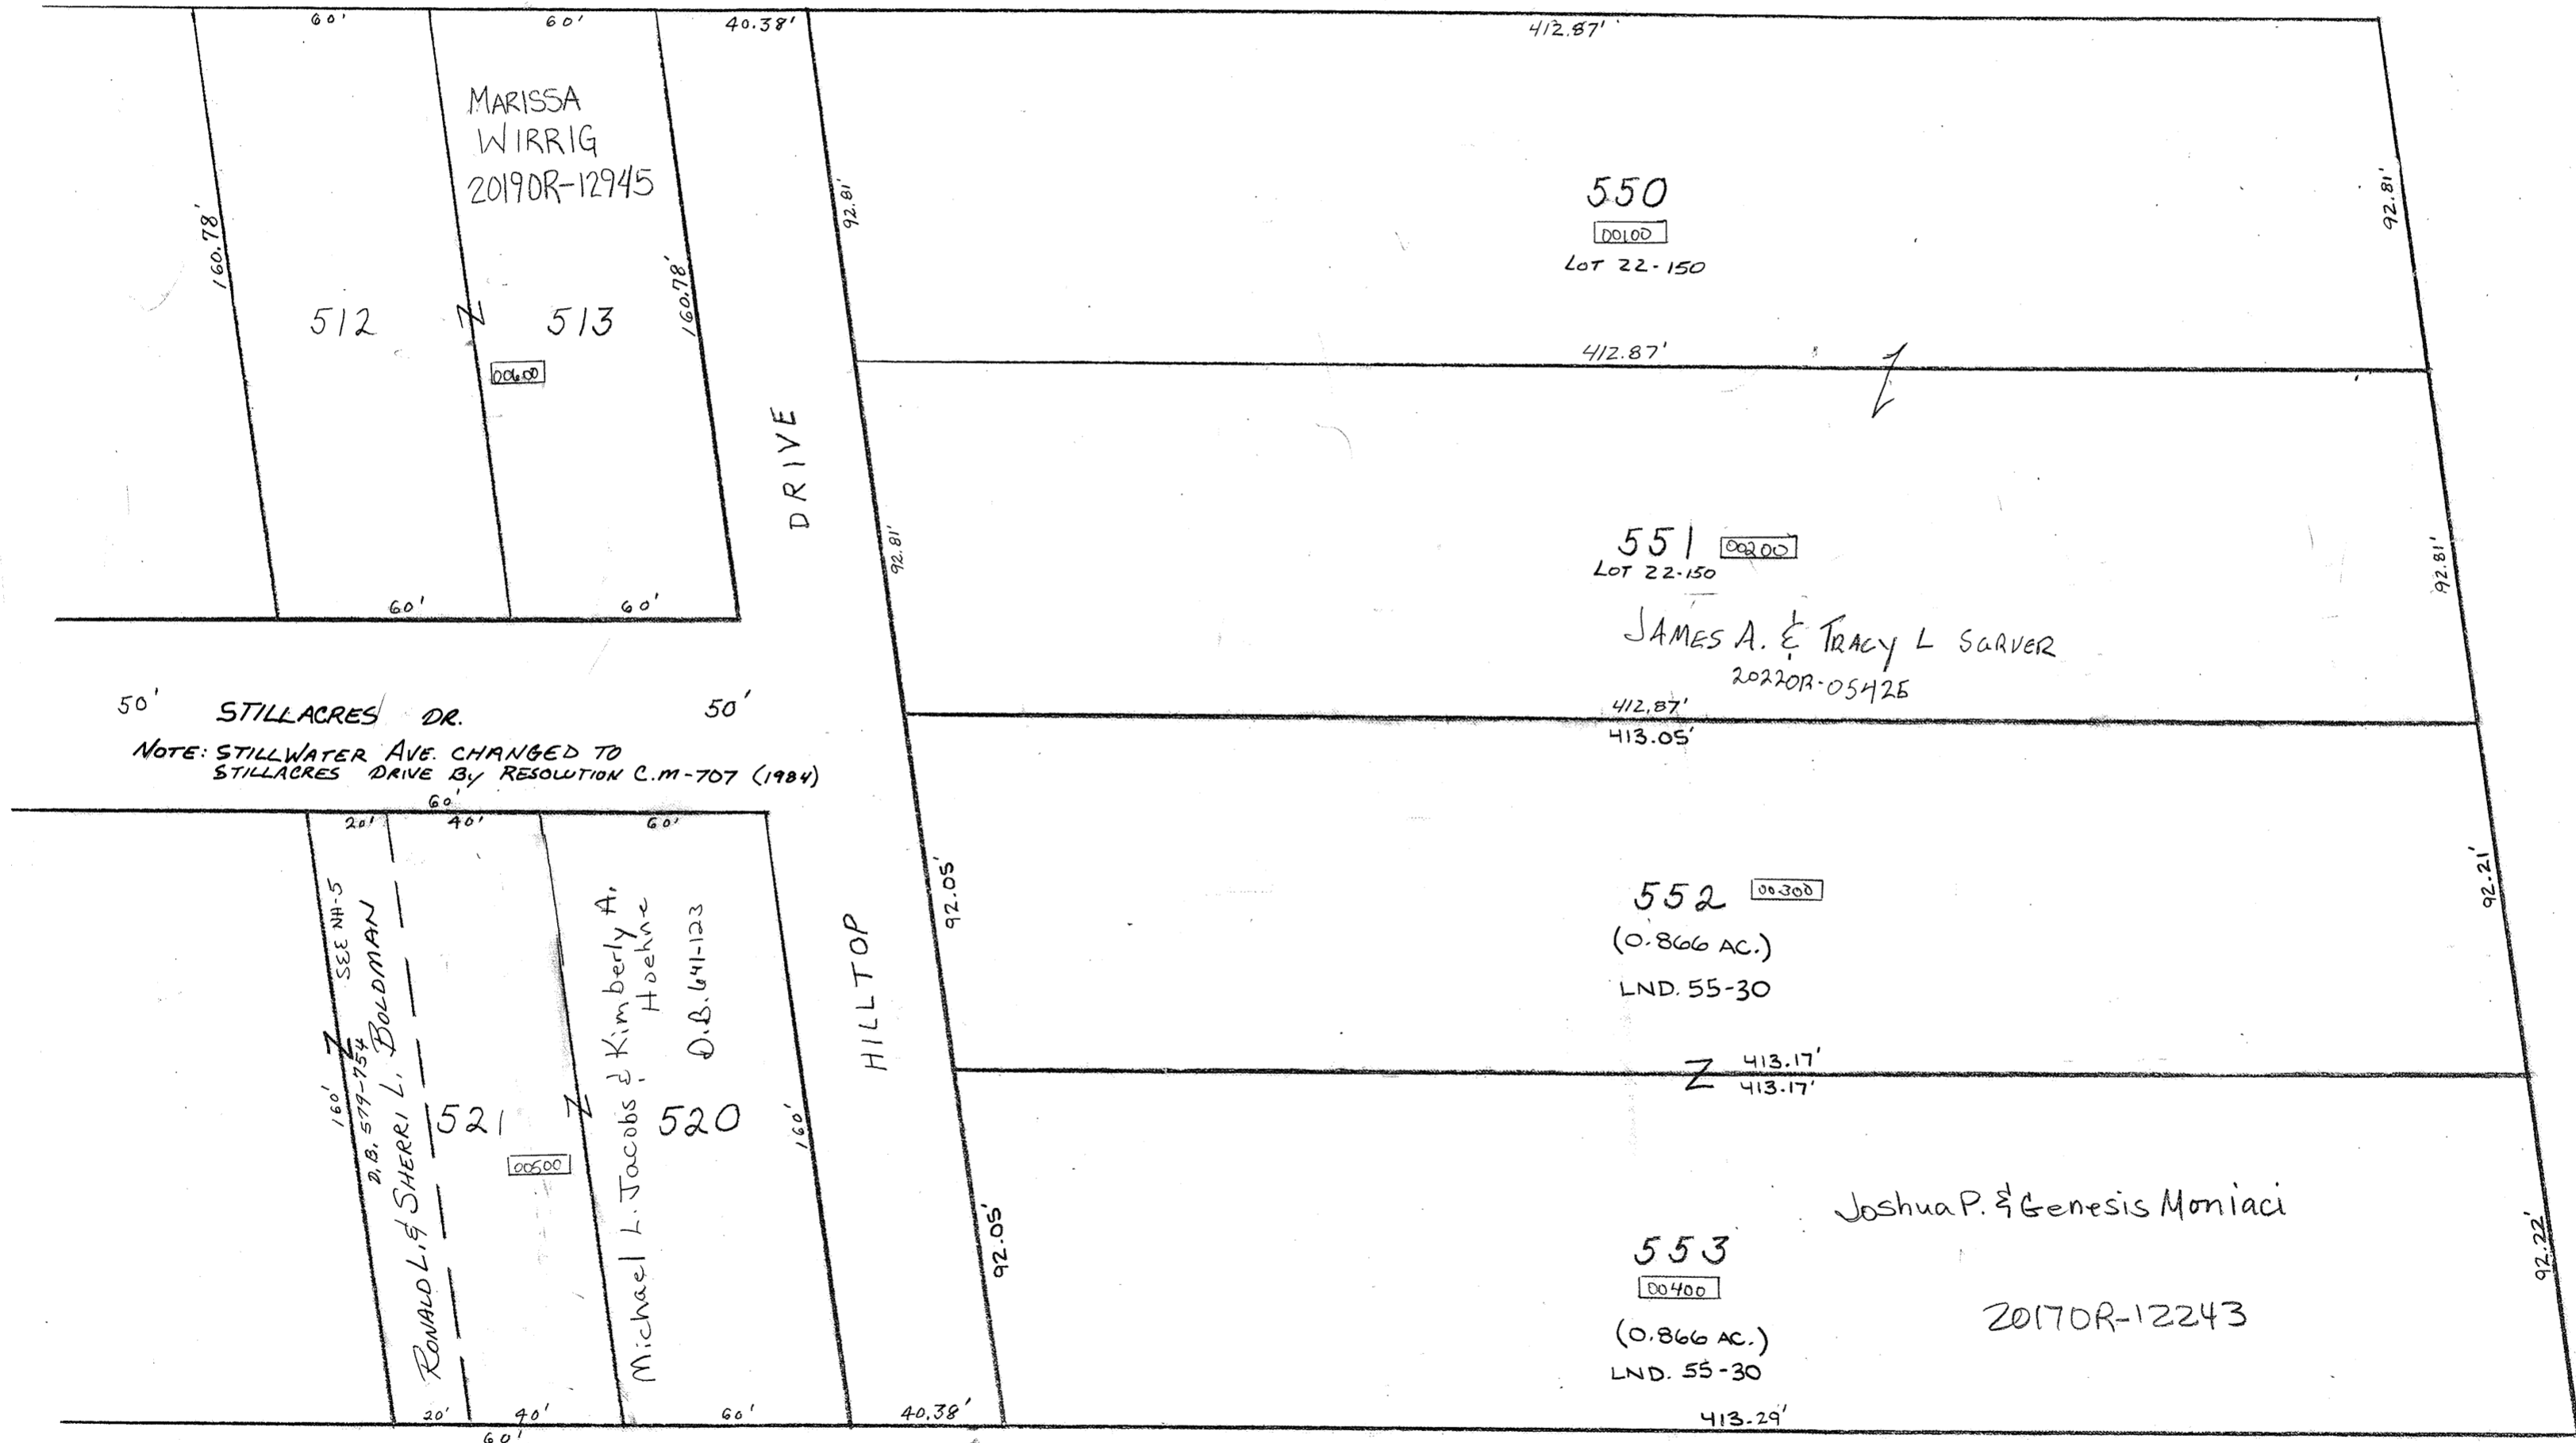 60'
60'
40.38'
412.87'
MARISSA
WIRRIG
2019OR-12945
160.78'
160.78'
512
Z
513
00600
92.81'
550
00100
LOT 22-150
92.81'
412.87'
DRIVE
92.81'
551 00200
LOT 22-150
JAMES A. & TRACY L SARVER
92.81'
60'
60'
412.87'
413.05'
50' STILLACRES DR. 50'
NOTE: STILLWATER AVE. CHANGED TO
STILLACRES DRIVE BY RESOLUTION C.M-707 (1984)
60'
20'
40'
60'
SEE NH-5
160'
Z
D.B. 579-754
RONALD L. & SHERRI L. BOLDMAN
521
00500
Z
Michael L. Jacobs & Kimberly A.
Hoehne
D.B. 641-123
520
160'
HILLTOP
92.05'
552 00300
(0.866 AC.)
LND. 55-30
92.21'
Z
413.17'
413.17'
92.05'
Joshua P. & Genesis Moniaci
553
00400
(0.866 AC.)
LND. 55-30
2017OR-12243
92.22'
20'
40'
60'
40.38'
413.29'
60'